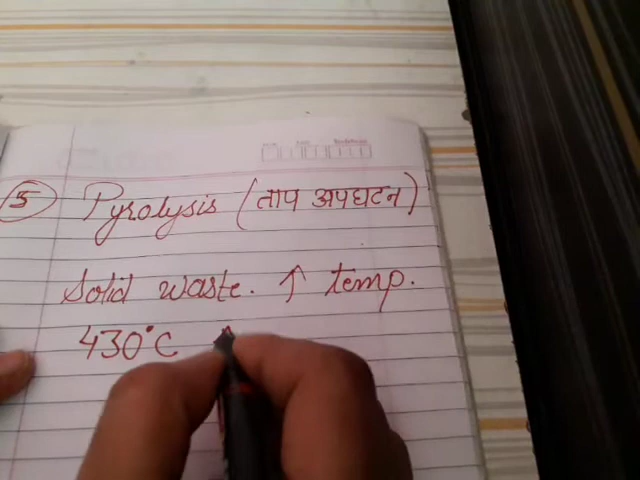 5 Pyrolysis (ताप अपघटन)
Solid waste. ↑ temp.
430°C